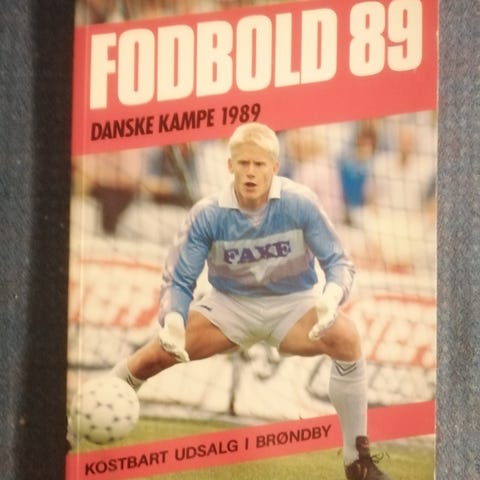 FODBOLD 89
DANSKE KAMPE 1989
FAXE
KOSTBART UDSALG I BRØNDBY